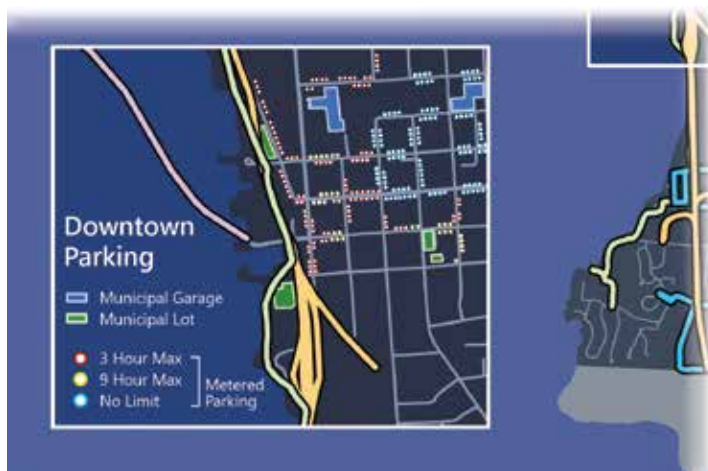 Downtown
Parking
Municipal Garage
Municipal Lot
3 Hour Max
9 Hour Max
No Limit
Metered
Parking